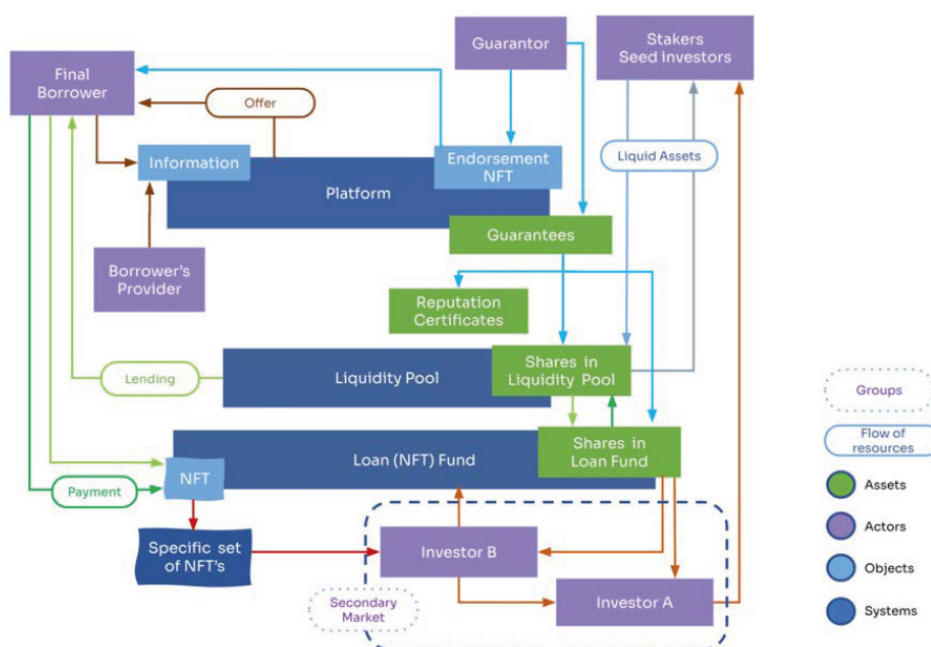 Guarantor
Stakers
Seed investors
Final
Borrower
Offer
Information
Endorsement
NFT
Liquid Assets
Platform
Guarantees
Borrower's
Provider
Reputation
Certificates
Shares in
Liquidity Pool
Liquidity Pool
Lending
Groups
Flow of
resources
Shares in
Loan Fund
Loan (NFT) Fund
NFT
Payment
Assets
Specific set
of NFT's
Investor B
Actors
Objects
Secondary
Market
Investor A
Systems